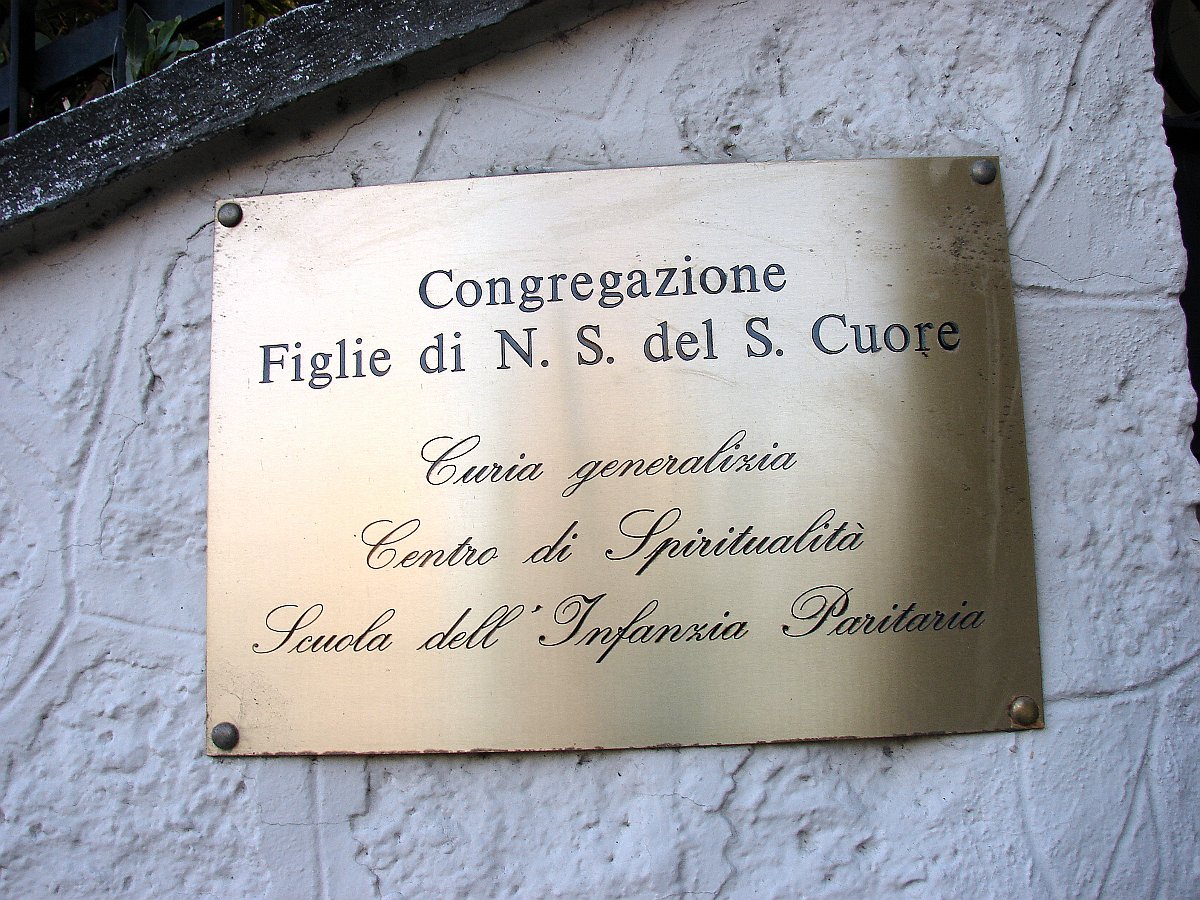 Congregazione
Figlie di N. S. del S. Cuore
Curia generalizia
Centro di Spiritualità
Scuola dell'Infanzia Paritaria